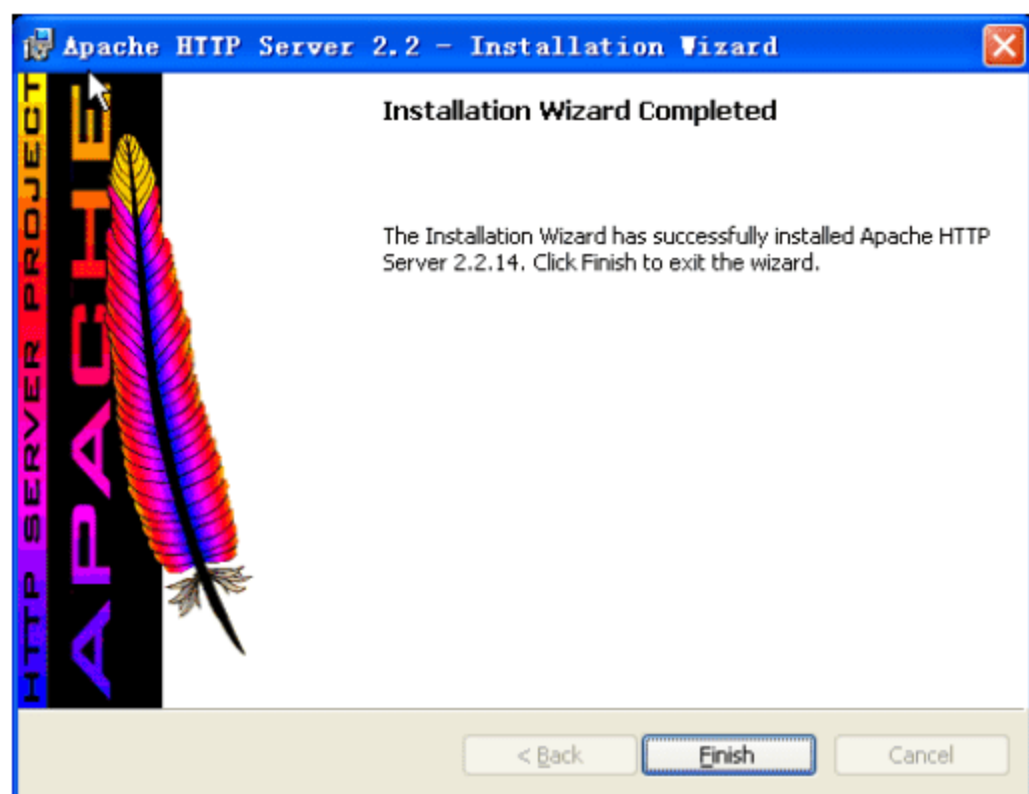 Apache HTTP Server 2.2 - Installation Wizard
HTTP SERVER PROJECT
APACHE
Installation Wizard Completed
The Installation Wizard has successfully installed Apache HTTP
Server 2.2.14. Click Finish to exit the wizard.
< Back
Finish
Cancel